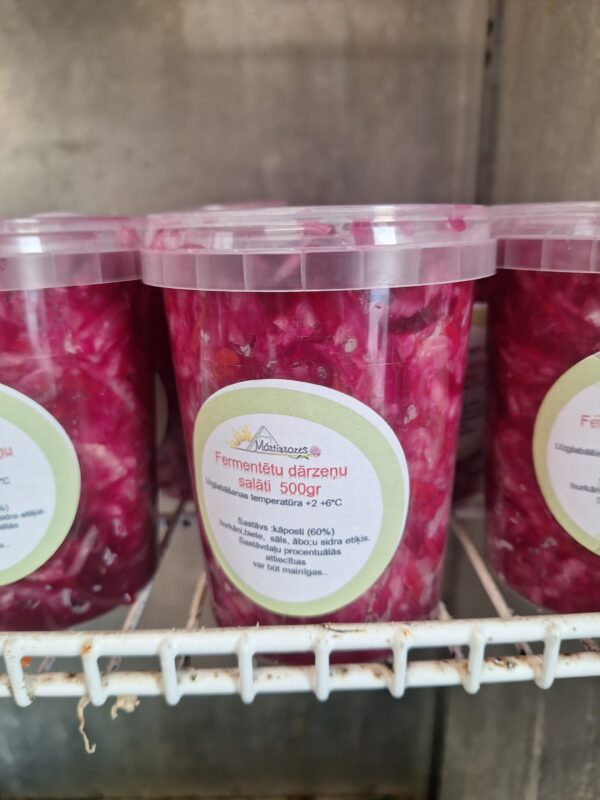 Mārtiņrozes
Fermentētu dārzeņu
salāti 500gr
Uzglabāšanas temperatūra +2 +6°C
Sastāvs :kāposti (60%)
burkāni,biete, sāls, ābo;u sidra etiķis.
Sastāvdaļu procentuālās
attiecības
var būt mainīgas..